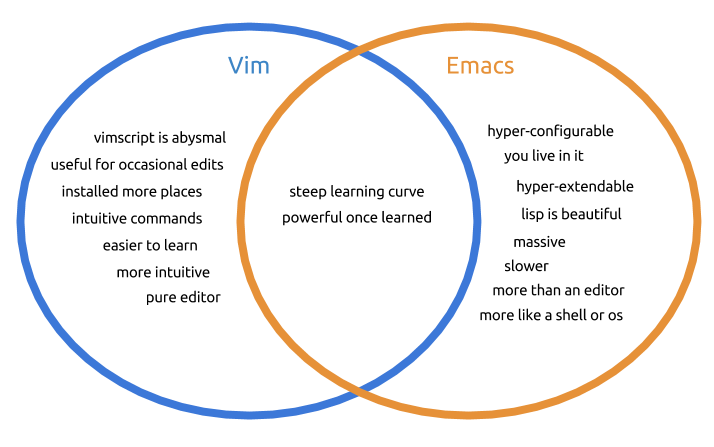 Vim
Emacs
vimscript is abysmal
useful for occasional edits
installed more places
intuitive commands
easier to learn
more intuitive
pure editor
steep learning curve
powerful once learned
hyper-configurable
you live in it
hyper-extendable
lisp is beautiful
massive
slower
more than an editor
more like a shell or os